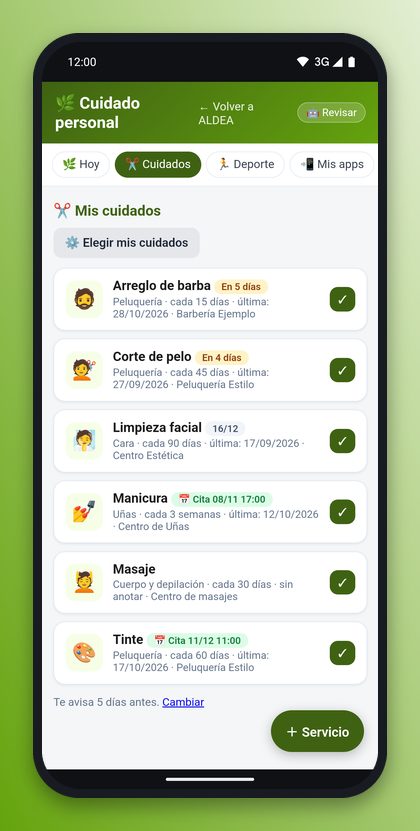 12:00
3G
🌿 Cuidado
personal
← Volver a
ALDEA
🤖 Revisar
🌿 Hoy
✂️ Cuidados
🏃 Deporte
📲 Mis apps
✂️ Mis cuidados
⚙️ Elegir mis cuidados
Arreglo de barba En 5 días
Peluquería · cada 15 días · última:
28/10/2026 · Barbería Ejemplo
✓
Corte de pelo En 4 días
Peluquería · cada 45 días · última:
27/09/2026 · Peluquería Estilo
✓
Limpieza facial 16/12
Cara · cada 90 días · última: 17/09/2026 ·
Centro Estética
✓
Manicura 📅 Cita 08/11 17:00
Uñas · cada 3 semanas · última: 12/10/2026
· Centro de Uñas
✓
Masaje
Cuerpo y depilación · cada 30 días · sin
anotar · Centro de masajes
✓
Tinte 📅 Cita 11/12 11:00
Peluquería · cada 60 días · última:
17/10/2026 · Peluquería Estilo
✓
Te avisa 5 días antes. Cambiar
+ Servicio